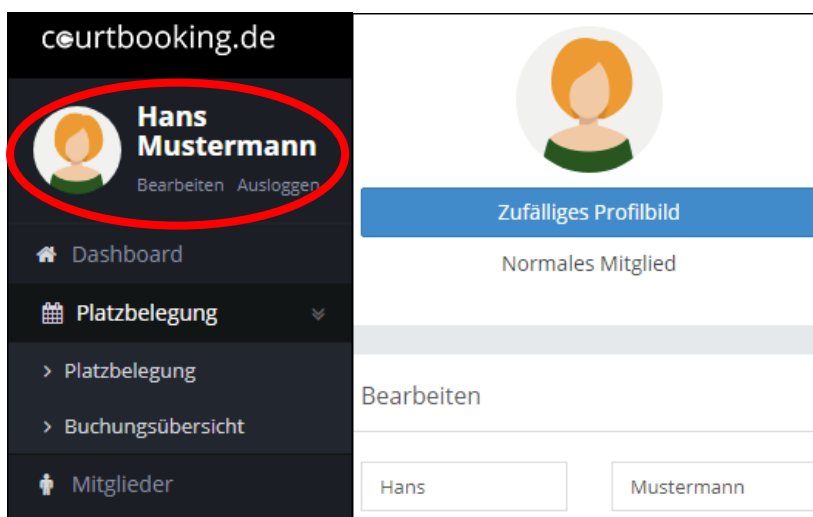 courtbooking.de
Hans
Mustermann
Bearbeiten Ausloggen
Dashboard
Platzbelegung
Platzbelegung
Buchungsübersicht
Mitglieder
Zufälliges Profilbild
Normales Mitglied
Bearbeiten
Hans Mustermann